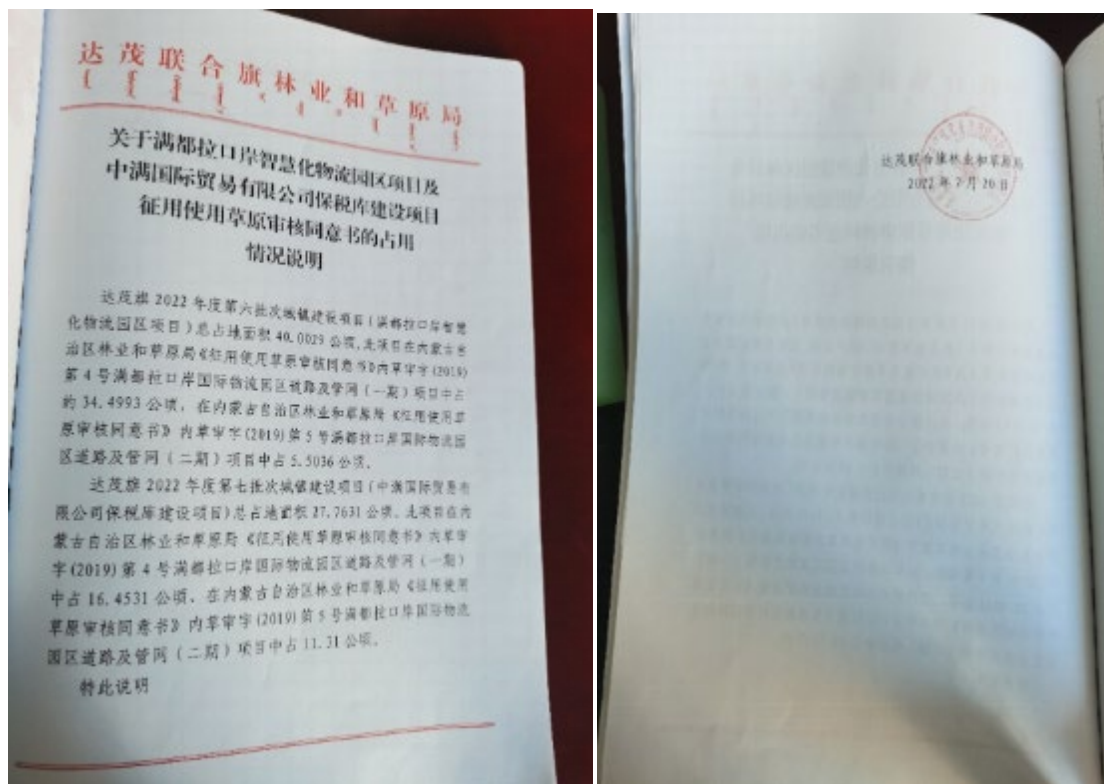 达茂联合旗林业和草原局
关于满都拉口岸智慧化物流园区项目及
中满国际贸易有限公司保税库建设项目
征用使用草原审核同意书的占用
情况说明
达茂旗2022年度第六批次城镇建设项目(满都拉口岸智慧
化物流园区项目)总占地面积40.0029公顷,此项目在内蒙古自
治区林业和草原局《征用使用草原审核同意书》内草审字(2019)
第4号满都拉口岸国际物流园区道路及管网(一期)项目中占
的34.4993公顷,在内蒙古自治区林业和草原局《征用使用草
原审核同意书》内草审字(2019)第5号满都拉口岸国际物流园
区道路及管网(二期)项目中占5.5036公顷。
达茂旗2022年度第七批次城镇建设项目(中满国际贸易有
限公司保税库建设项目)总占地面积27.7631公顷,此项目在内
蒙古自治区林业和草原局《征用使用草原审核同意书》内草审
字(2019)第4号满都拉口岸国际物流园区道路及管网(一期)
中占16.4531公顷、在内蒙古自治区林业和草原局《征用使用
草原审核同意书》内草审字(2019)第5号满都拉口岸国际物流
园区道路及管网(二期)项目中占11.31公顷。
特此说明
达茂联合旗林业和草原局
2022年7月26日